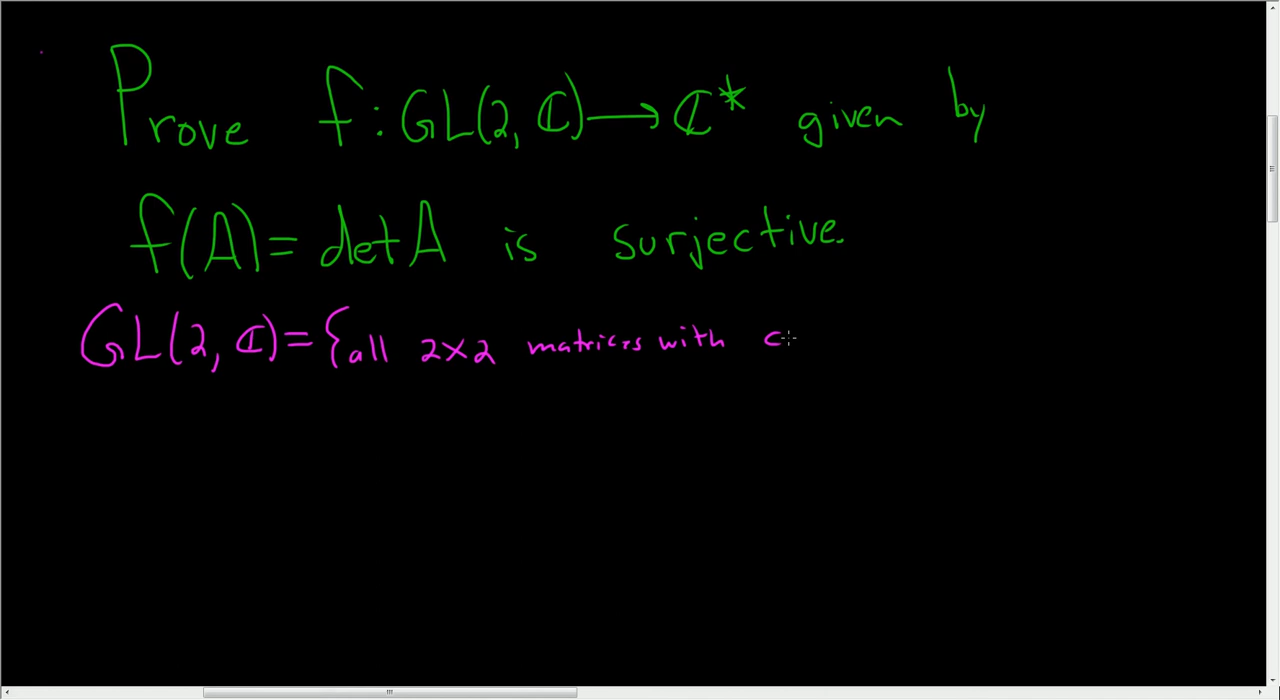 Prove f:GL(2, ℂ)⟶ℂ* given by
f(A)= det A is surjective.
GL(2, ℂ)={all 2×2 matrices with c